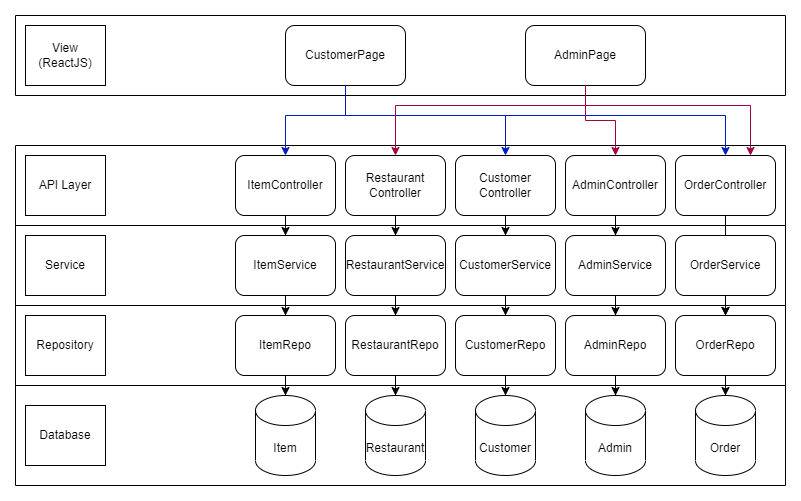 View
(ReactJS)
CustomerPage
AdminPage
API Layer
ItemController
Restaurant
Controller
Customer
Controller
AdminController
OrderController
Service
ItemService
RestaurantService
CustomerService
AdminService
OrderService
Repository
ItemRepo
RestaurantRepo
CustomerRepo
AdminRepo
OrderRepo
Database
Item
Restaurant
Customer
Admin
Order